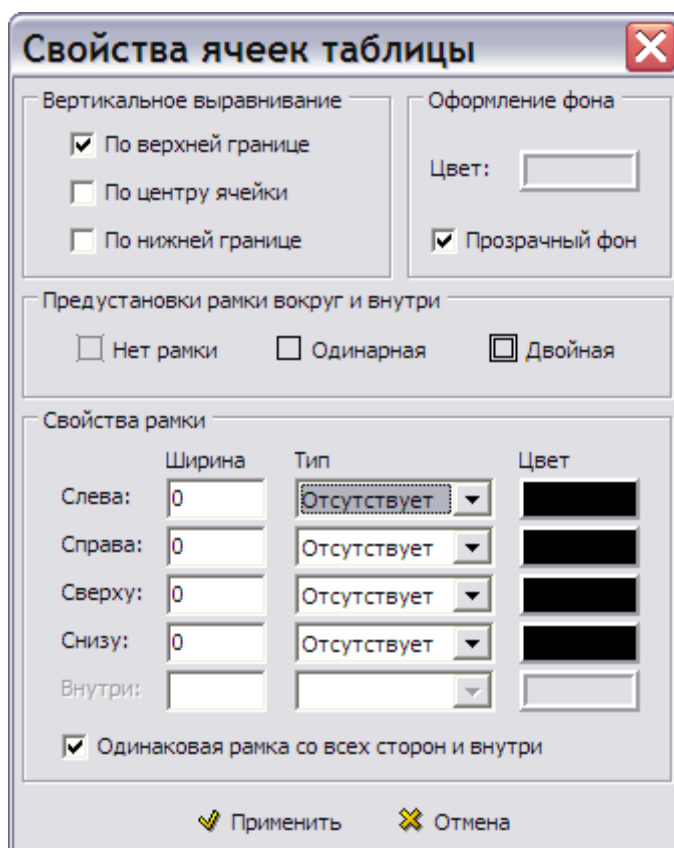 Свойства ячеек таблицы
Вертикальное выравнивание
По верхней границе
По центру ячейки
По нижней границе
Оформление фона
Цвет:
Прозрачный фон
Предустановки рамки вокруг и внутри
Нет рамки Одинарная Двойная
Свойства рамки
Ширина Тип Цвет
Слева: 0 Отсутствует
Справа: 0 Отсутствует
Сверху: 0 Отсутствует
Снизу: 0 Отсутствует
Внутри:
Одинаковая рамка со всех сторон и внутри
Применить Отмена